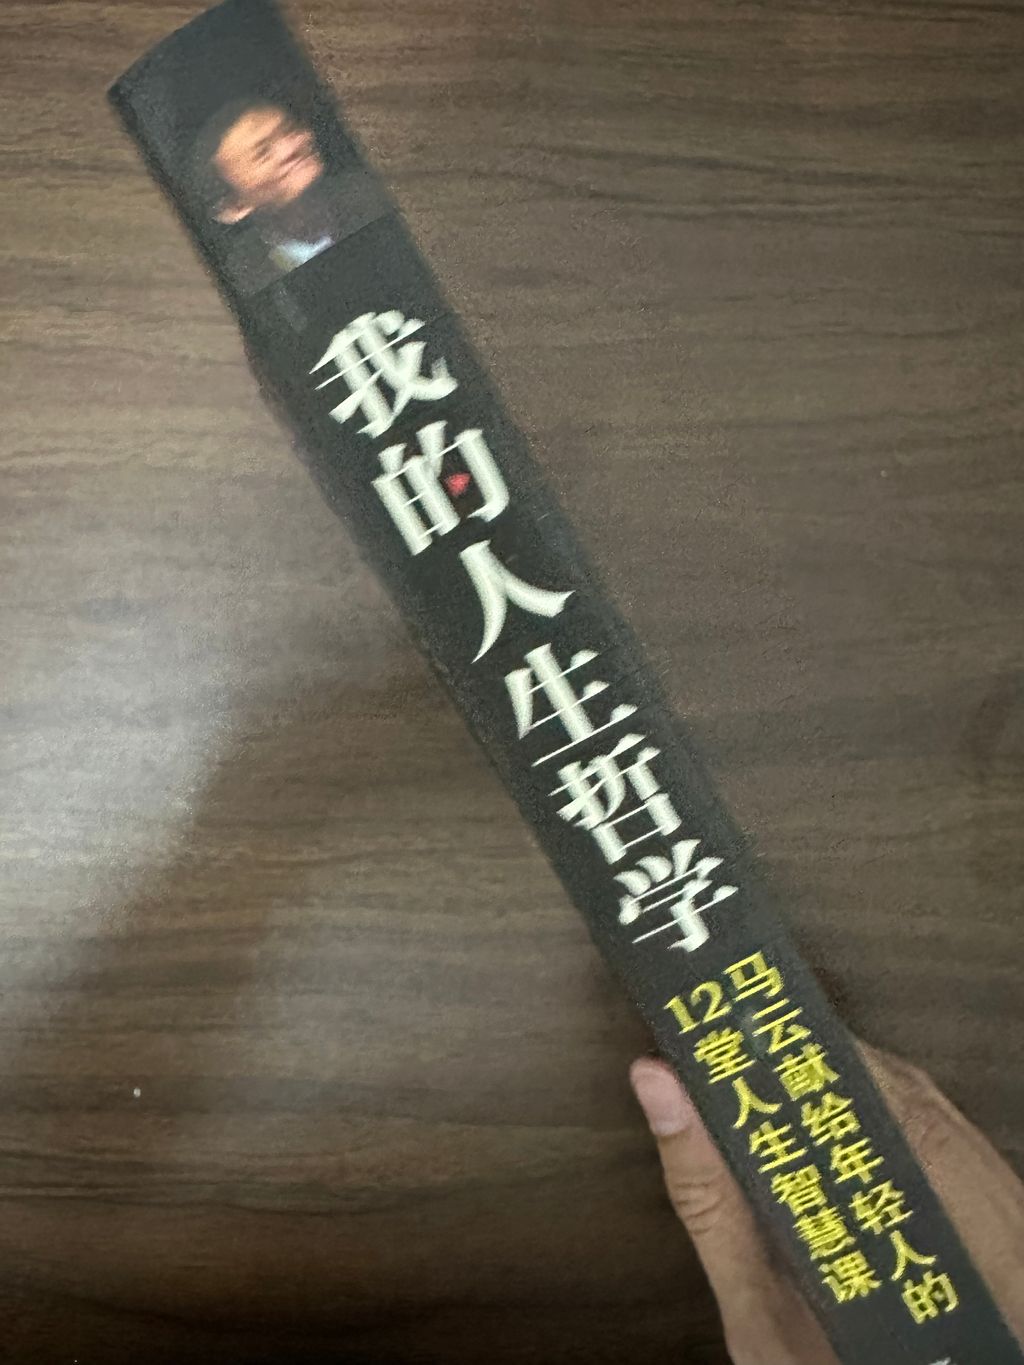 我的人生哲学
马云献给年轻人的
12堂人生智慧课